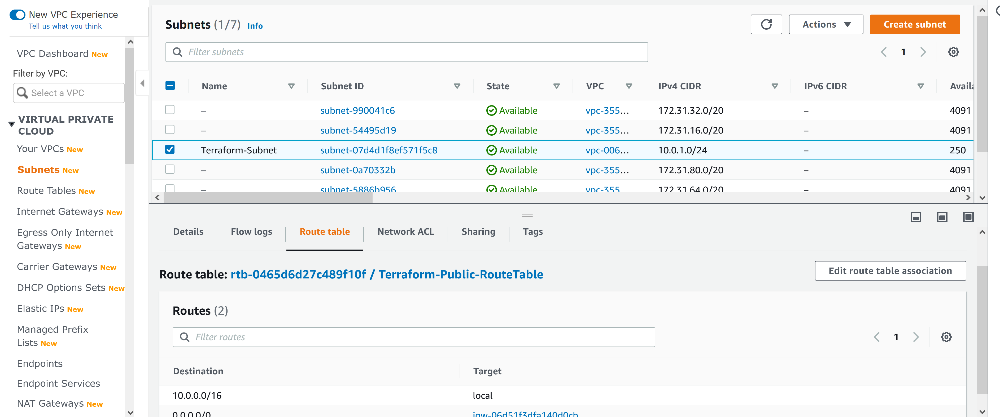 New VPC Experience
Tell us what you think
VPC Dashboard New
Filter by VPC:
Select a VPC
VIRTUAL PRIVATE
CLOUD
Your VPCs New
Subnets New
Route Tables New
Internet Gateways New
Egress Only Internet
Gateways New
Carrier Gateways New
DHCP Options Sets New
Elastic IPs New
Managed Prefix
Lists New
Endpoints
Endpoint Services
NAT Gateways New
Subnets (1/7) Info
Actions
Create subnet
Filter subnets
1
Name Subnet ID State VPC IPv4 CIDR IPv6 CIDR Availa
– subnet-990041c6 Available vpc-355... 172.31.32.0/20 – 4091
– subnet-54495d19 Available vpc-355... 172.31.16.0/20 – 4091
Terraform-Subnet subnet-07d4d1f8ef571f5c8 Available vpc-006... 10.0.1.0/24 – 250
– subnet-0a70332b Available vpc-355... 172.31.80.0/20 – 4091
– subnet-5886b956 Available vpc-355 172.31.64.0/20 – 4091
Details Flow logs Route table Network ACL Sharing Tags
Route table: rtb-0465d6d27c489f10f / Terraform-Public-RouteTable
Edit route table association
Routes (2)
Filter routes
1
Destination Target
10.0.0.0/16 local
0.0.0.0/0 igw-06d51f3dfa140d0cb